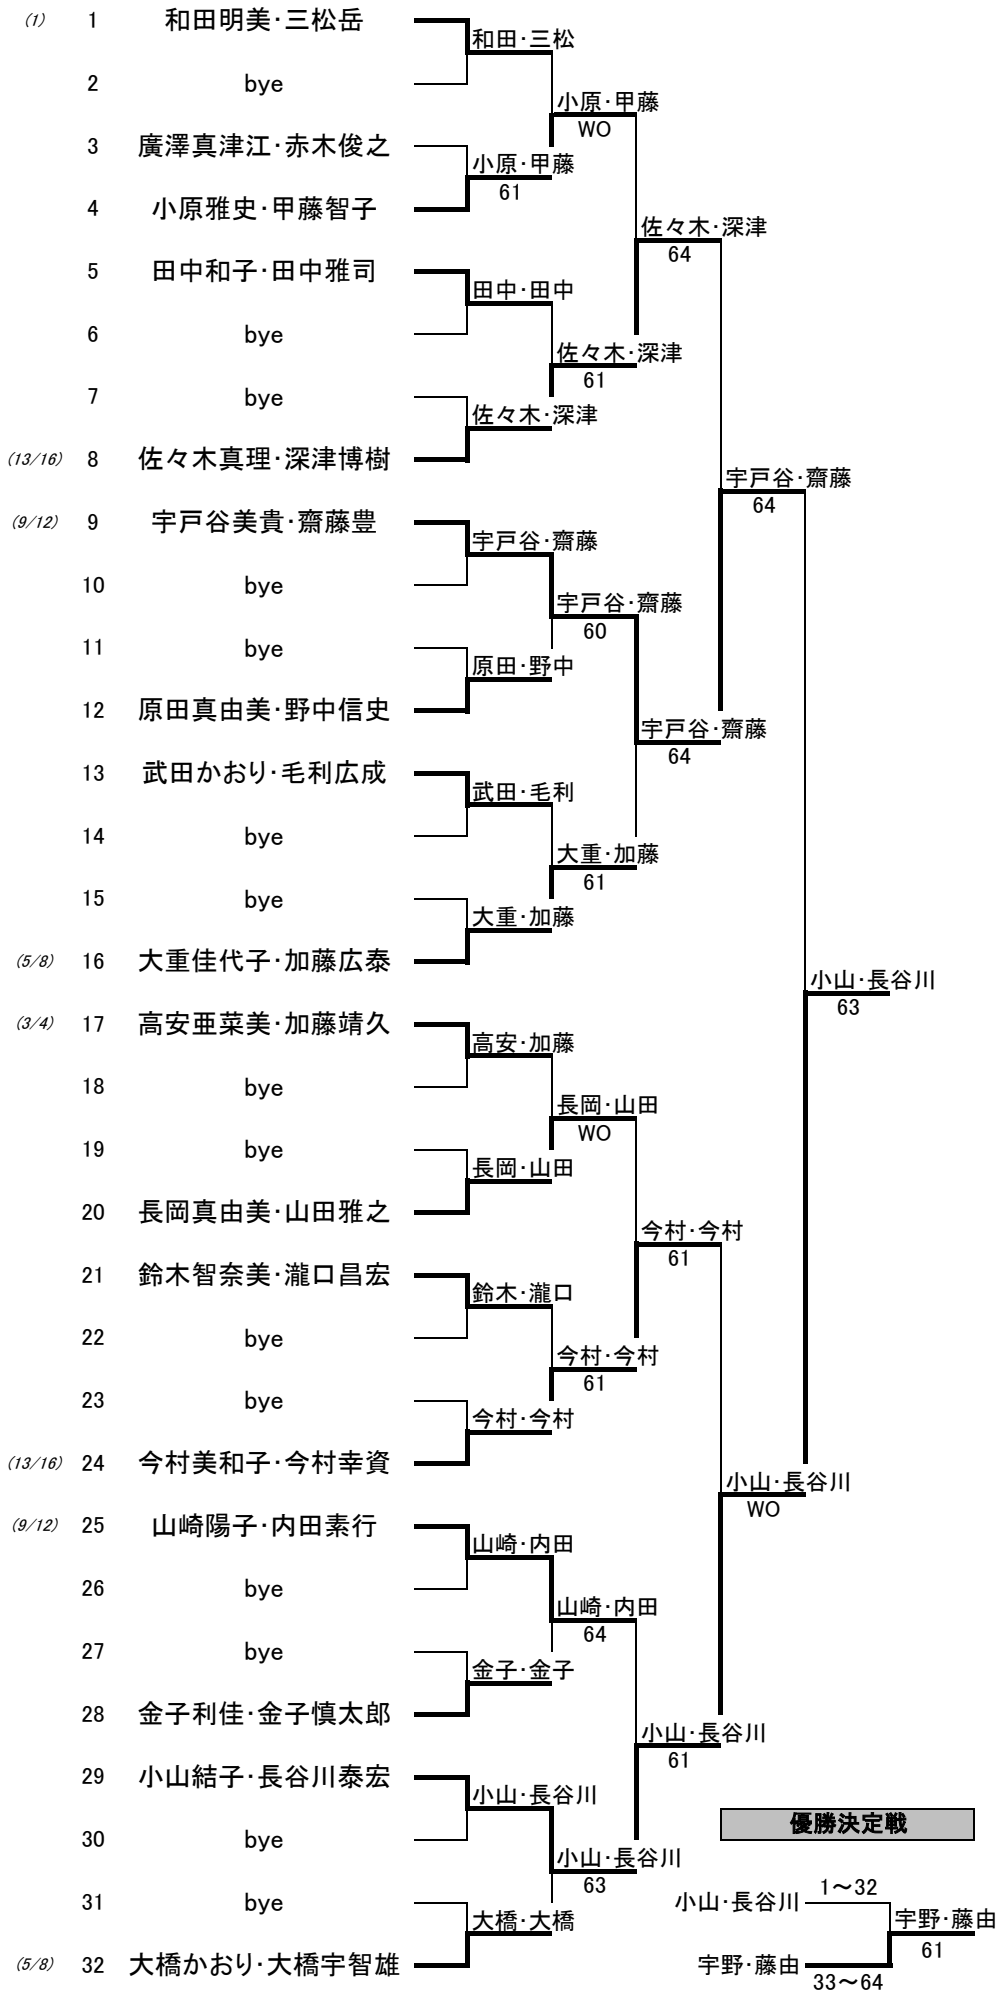 (1) 1 和田明美・三松岳
和田・三松
2 bye
小原・甲藤
WO
3 廣澤真津江・赤木俊之
小原・甲藤
61
4 小原雅史・甲藤智子
佐々木・深津
64
5 田中和子・田中雅司
田中・田中
6 bye
佐々木・深津
61
7 bye
佐々木・深津
(13/16) 8 佐々木真理・深津博樹
宇戸谷・齋藤
64
(9/12) 9 宇戸谷美貴・齋藤豊
宇戸谷・齋藤
10 bye
宇戸谷・齋藤
60
11 bye
原田・野中
12 原田真由美・野中信史
宇戸谷・齋藤
64
13 武田かおり・毛利広成
武田・毛利
14 bye
大重・加藤
61
15 bye
大重・加藤
(5/8) 16 大重佳代子・加藤広泰
小山・長谷川
63
(3/4) 17 高安亜菜美・加藤靖久
高安・加藤
18 bye
長岡・山田
WO
19 bye
長岡・山田
20 長岡真由美・山田雅之
今村・今村
61
21 鈴木智奈美・瀧口昌宏
鈴木・瀧口
22 bye
今村・今村
61
23 bye
今村・今村
(13/16) 24 今村美和子・今村幸資
小山・長谷川
WO
(9/12) 25 山崎陽子・内田素行
山崎・内田
26 bye
山崎・内田
64
27 bye
金子・金子
28 金子利佳・金子慎太郎
小山・長谷川
61
29 小山結子・長谷川泰宏
小山・長谷川
30 bye
小山・長谷川
63
31 bye
大橋・大橋
(5/8) 32 大橋かおり・大橋宇智雄
優勝決定戦
小山・長谷川 1～32
宇野・藤由
61
宇野・藤由 33～64